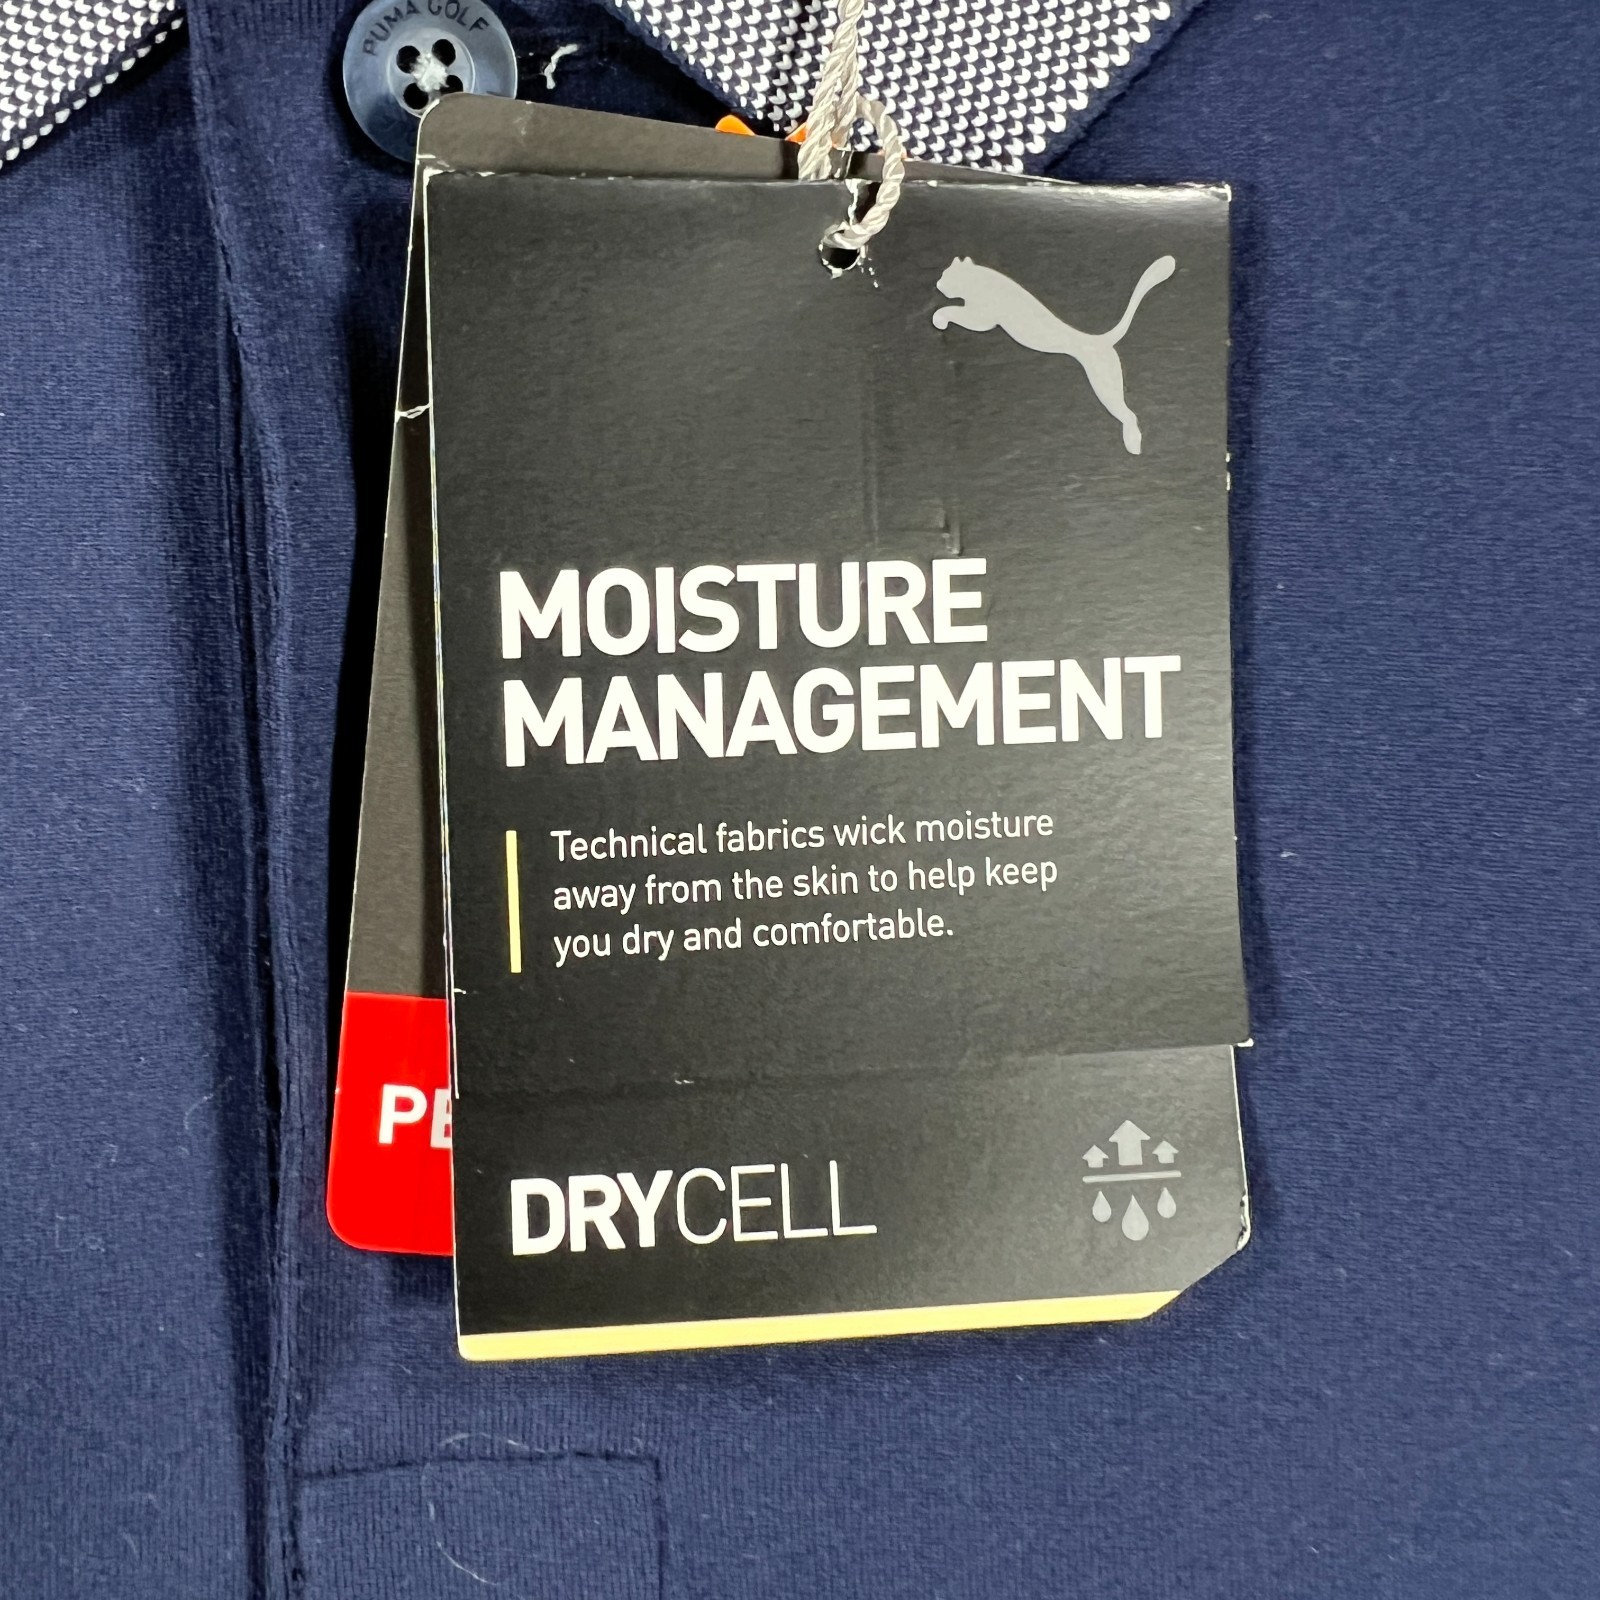 PUMA GOLF
MOISTURE
MANAGEMENT
Technical fabrics wick moisture
away from the skin to help keep
you dry and comfortable.
DRYCELL